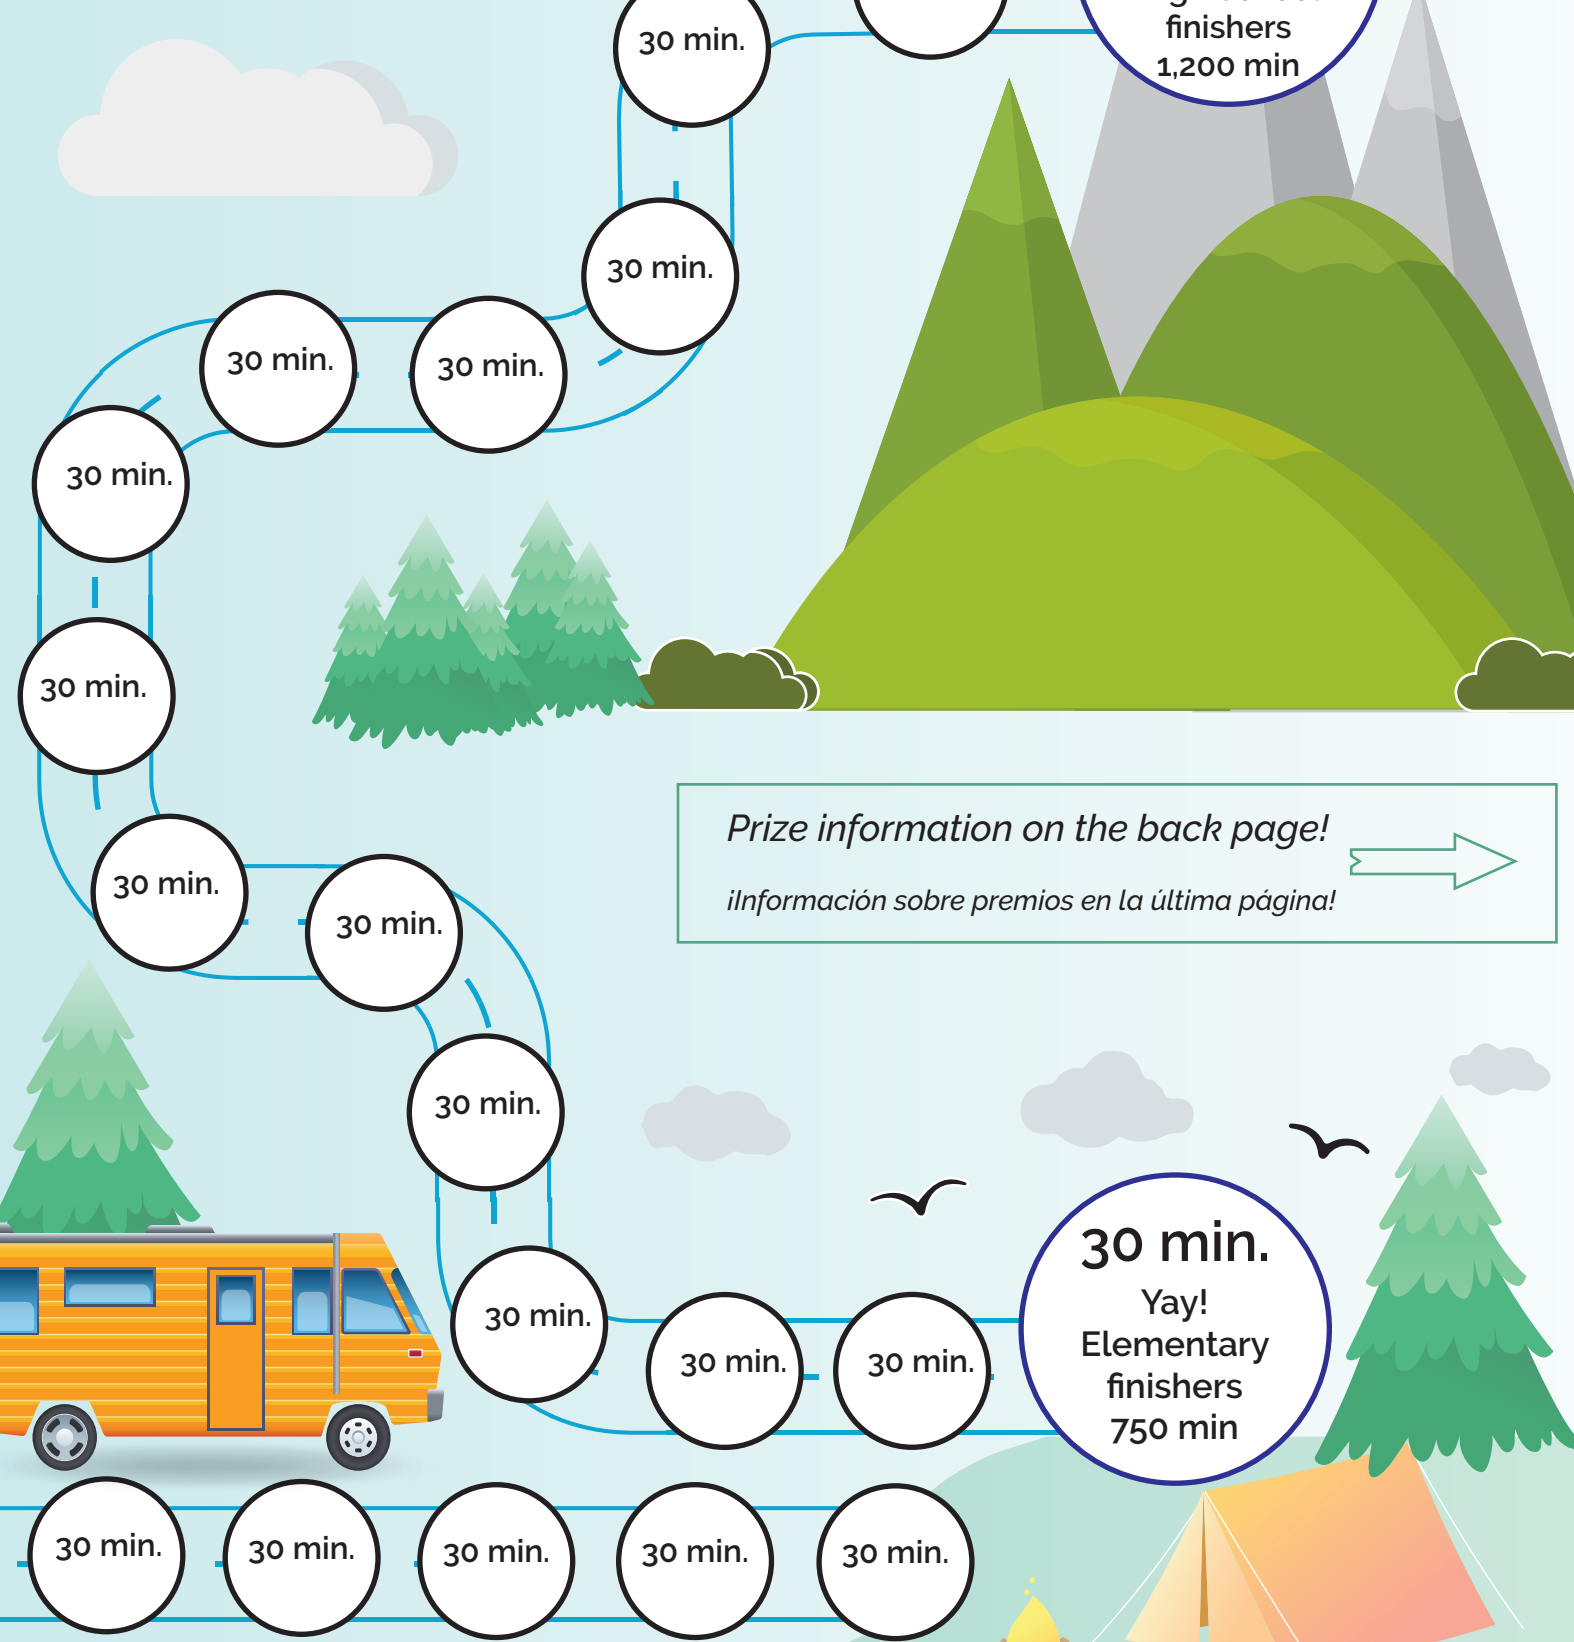 finishers
1,200 min
30 min.
30 min.
30 min.
30 min.
30 min.
30 min.
Prize information on the back page!
¡Información sobre premios en la última página!
30 min.
30 min.
30 min.
30 min.
30 min.
30 min.
30 min.
Yay!
Elementary
finishers
750 min
30 min.
30 min.
30 min.
30 min.
30 min.